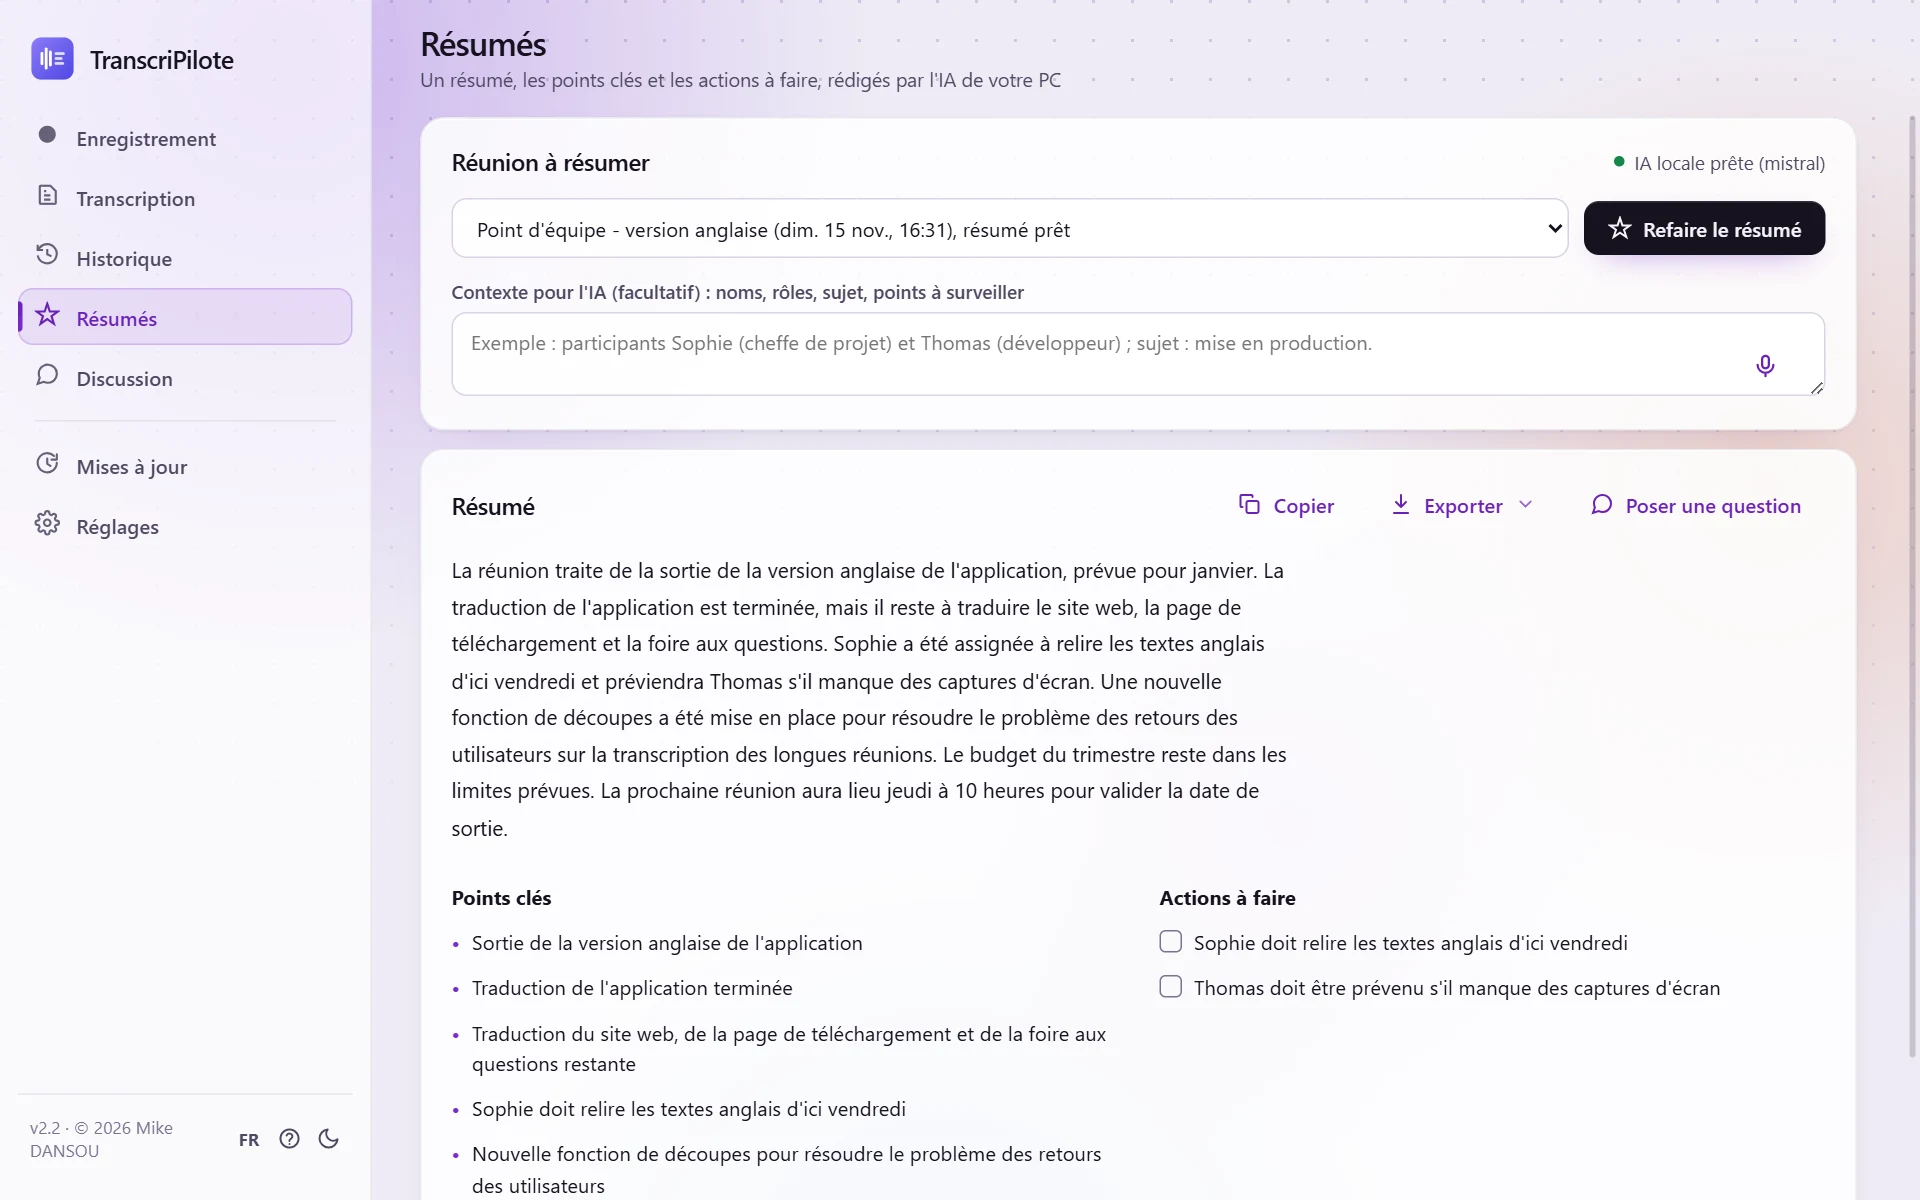 TranscriPilote
Enregistrement
Transcription
Historique
Résumés
Discussion
Mises à jour
Réglages
v2.2 · © 2026 Mike
DANSOU
FR
Résumés
Un résumé, les points clés et les actions à faire, rédigés par l'IA de votre PC
Réunion à résumer
IA locale prête (mistral)
Point d'équipe - version anglaise (dim. 15 nov., 16:31), résumé prêt
Refaire le résumé
Contexte pour l'IA (facultatif) : noms, rôles, sujet, points à surveiller
Exemple : participants Sophie (cheffe de projet) et Thomas (développeur) ; sujet : mise en production.
Résumé
Copier
Exporter
Poser une question
La réunion traite de la sortie de la version anglaise de l'application, prévue pour janvier. La
traduction de l'application est terminée, mais il reste à traduire le site web, la page de
téléchargement et la foire aux questions. Sophie a été assignée à relire les textes anglais
d'ici vendredi et préviendra Thomas s'il manque des captures d'écran. Une nouvelle
fonction de découpes a été mise en place pour résoudre le problème des retours des
utilisateurs sur la transcription des longues réunions. Le budget du trimestre reste dans les
limites prévues. La prochaine réunion aura lieu jeudi à 10 heures pour valider la date de
sortie.
Points clés
• Sortie de la version anglaise de l'application
• Traduction de l'application terminée
• Traduction du site web, de la page de téléchargement et de la foire aux
questions restante
• Sophie doit relire les textes anglais d'ici vendredi
• Nouvelle fonction de découpes pour résoudre le problème des retours
des utilisateurs
Actions à faire
Sophie doit relire les textes anglais d'ici vendredi
Thomas doit être prévenu s'il manque des captures d'écran